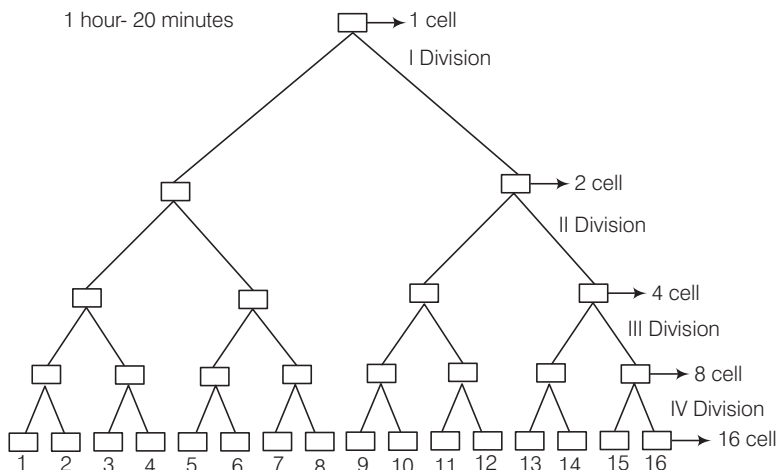 1 hour- 20 minutes
1 cell
I Division
2 cell
II Division
4 cell
III Division
8 cell
IV Division
16 cell
1 2 3 4 5 6 7 8 9 10 11 12 13 14 15 16